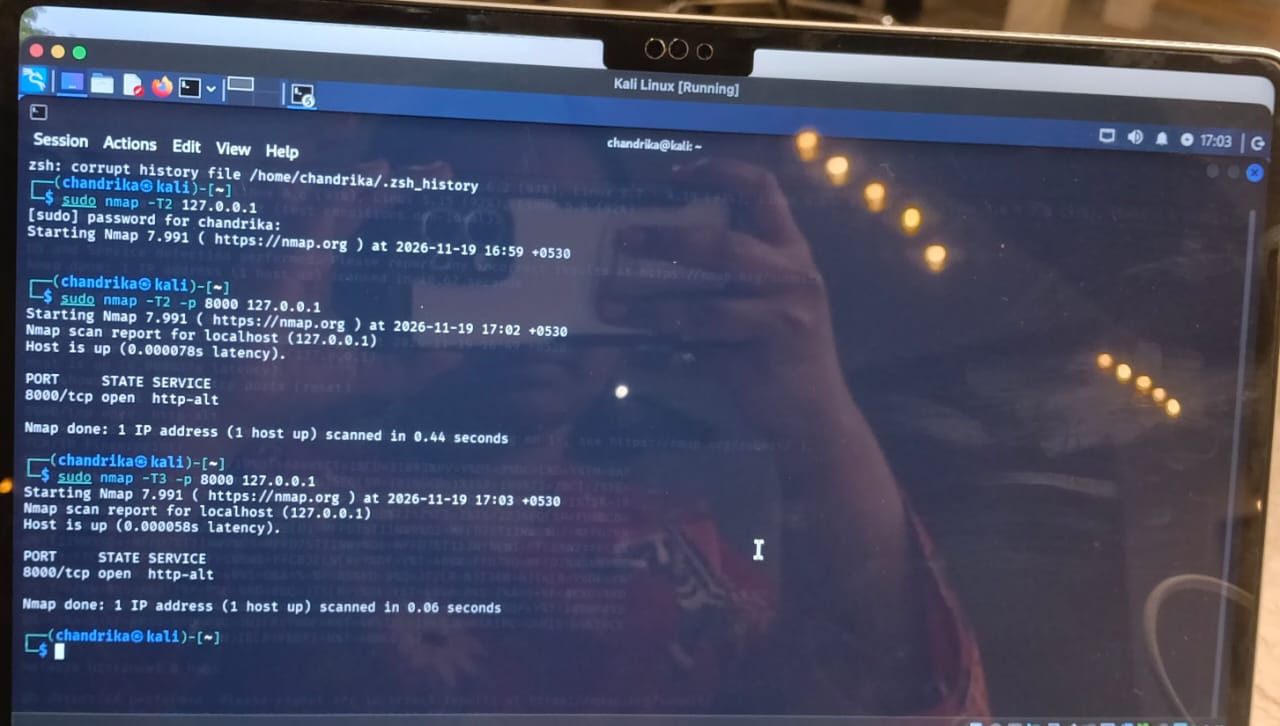 Kali Linux [Running]
17:03
Session Actions Edit View Help
chandrika@kali: ~
zsh: corrupt history file /home/chandrika/.zsh_history
┌──(chandrika㉿kali)-[~]
└─$ sudo nmap -T2 127.0.0.1
[sudo] password for chandrika:
Starting Nmap 7.991 ( https://nmap.org ) at 2026-11-19 16:59 +0530
┌──(chandrika㉿kali)-[~]
└─$ sudo nmap -T2 -p 8000 127.0.0.1
Starting Nmap 7.991 ( https://nmap.org ) at 2026-11-19 17:02 +0530
Nmap scan report for localhost (127.0.0.1)
Host is up (0.000078s latency).
PORT     STATE SERVICE
8000/tcp open  http-alt
Nmap done: 1 IP address (1 host up) scanned in 0.44 seconds
┌──(chandrika㉿kali)-[~]
└─$ sudo nmap -T3 -p 8000 127.0.0.1
Starting Nmap 7.991 ( https://nmap.org ) at 2026-11-19 17:03 +0530
Nmap scan report for localhost (127.0.0.1)
Host is up (0.000058s latency).
PORT     STATE SERVICE
8000/tcp open  http-alt
Nmap done: 1 IP address (1 host up) scanned in 0.06 seconds
┌──(chandrika㉿kali)-[~]
└─$